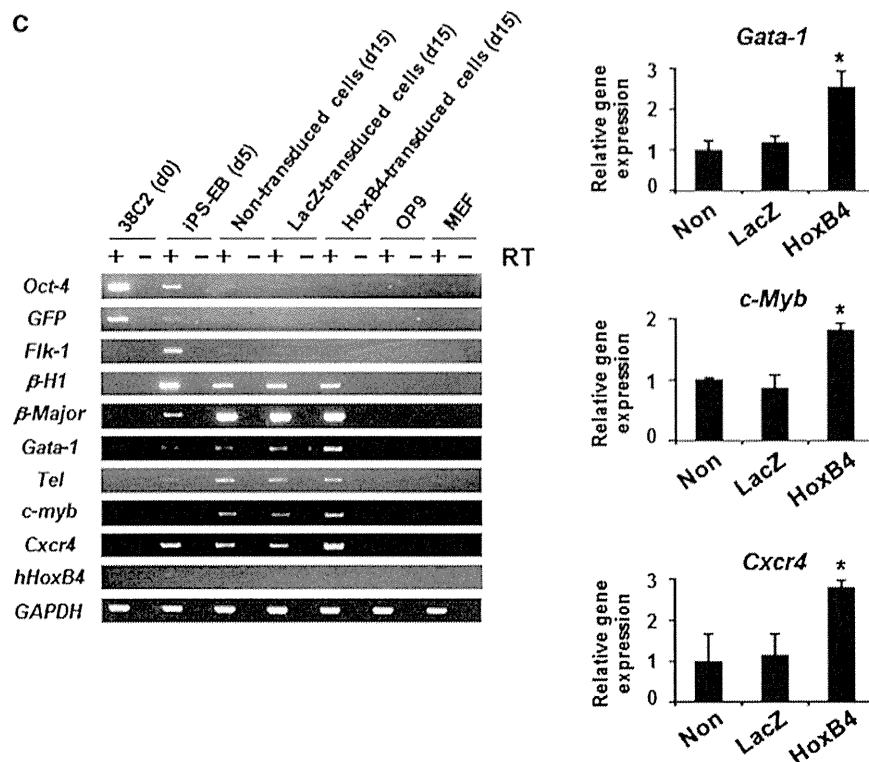 C
38C2 (d0)
iPS-EB (d5)
Non-transduced cells (d15)
LacZ-transduced cells (d15)
HoxB4-transduced cells (d15)
OP9
MEF
+ − + − + − + − + − + − + − RT
Oct-4
GFP
Flk-1
β-H1
β-Major
Gata-1
Tel
c-myb
Cxcr4
hHoxB4
GAPDH
Gata-1
Relative gene
expression
3
2
1
0
*
Non
LacZ
HoxB4
c-Myb
Relative gene
expression
2
1
0
*
Non
LacZ
HoxB4
Cxcr4
Relative gene
expression
3
2
1
0
*
Non
LacZ
HoxB4